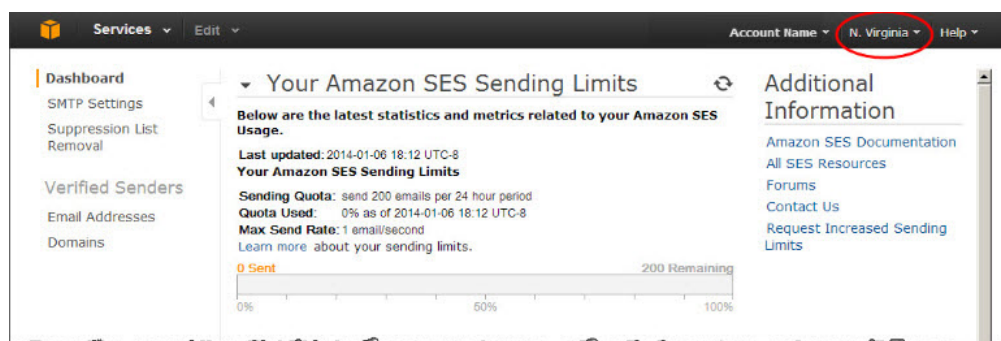 Services Edit Account Name N. Virginia Help
Dashboard
SMTP Settings
Suppression List
Removal
Verified Senders
Email Addresses
Domains
Your Amazon SES Sending Limits
Below are the latest statistics and metrics related to your Amazon SES
Usage.
Last updated: 2014-01-06 18:12 UTC-8
Your Amazon SES Sending Limits
Sending Quota: send 200 emails per 24 hour period
Quota Used: 0% as of 2014-01-06 18:12 UTC-8
Max Send Rate: 1 email/second
Learn more about your sending limits.
0 Sent 200 Remaining
0% 50% 100%
Additional
Information
Amazon SES Documentation
All SES Resources
Forums
Contact Us
Request Increased Sending
Limits